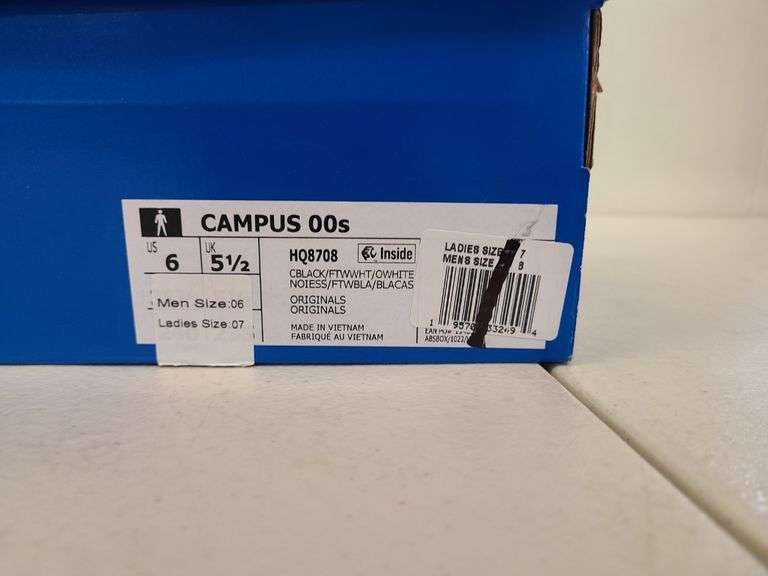 CAMPUS 00s
US
6
UK
5½
HQ8708
Inside
CBLACK/FTWWHT/OWHITE
NOIESS/FTWBLA/BLACAS
ORIGINALS
ORIGINALS
MADE IN VIETNAM
FABRIQUÉ AU VIETNAM
Men Size:06
Ladies Size:07
LADIES SIZE 7
MENS SIZE